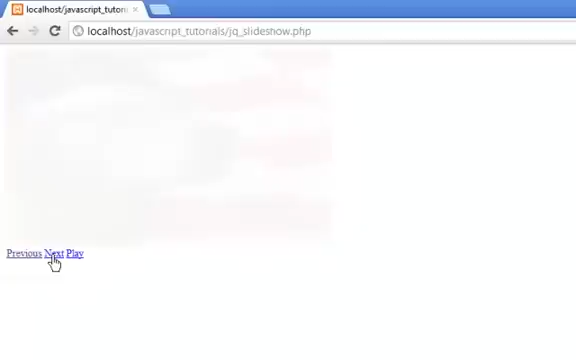 localhost/javascript_tutori
localhost/javascript_tutorials/jq_slideshow.php
Previous Next Play